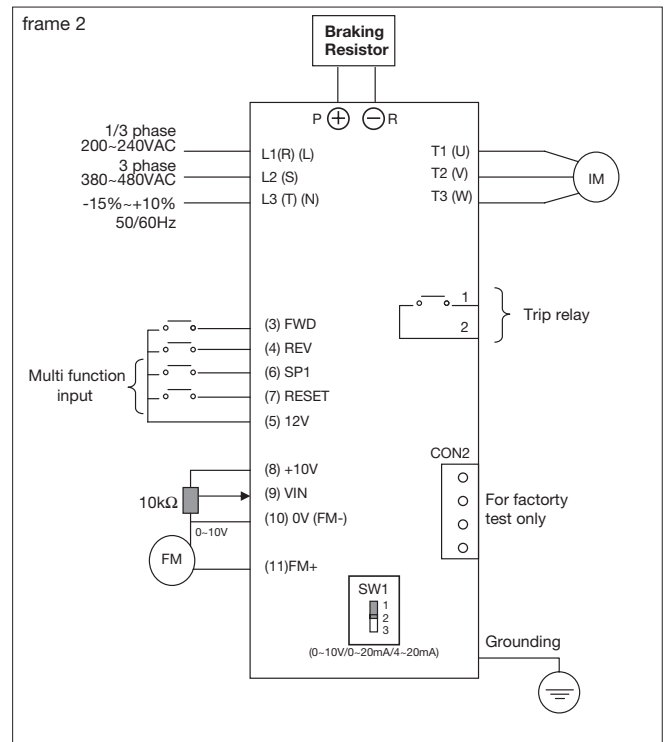 frame 2
Braking
Resistor
P
R
1/3 phase
200~240VAC
3 phase
380~480VAC
-15%~+10%
50/60Hz
L1(R) (L)
L2 (S)
L3 (T) (N)
T1 (U)
T2 (V)
T3 (W)
IM
1
2
Trip relay
(3) FWD
(4) REV
(6) SP1
(7) RESET
(5) 12V
Multi function
input
CON2
For factorty
test only
(8) +10V
(9) VIN
(10) 0V (FM-)
(11)FM+
10kΩ
0~10V
FM
SW1
1
2
3
(0~10V/0~20mA/4~20mA)
Grounding